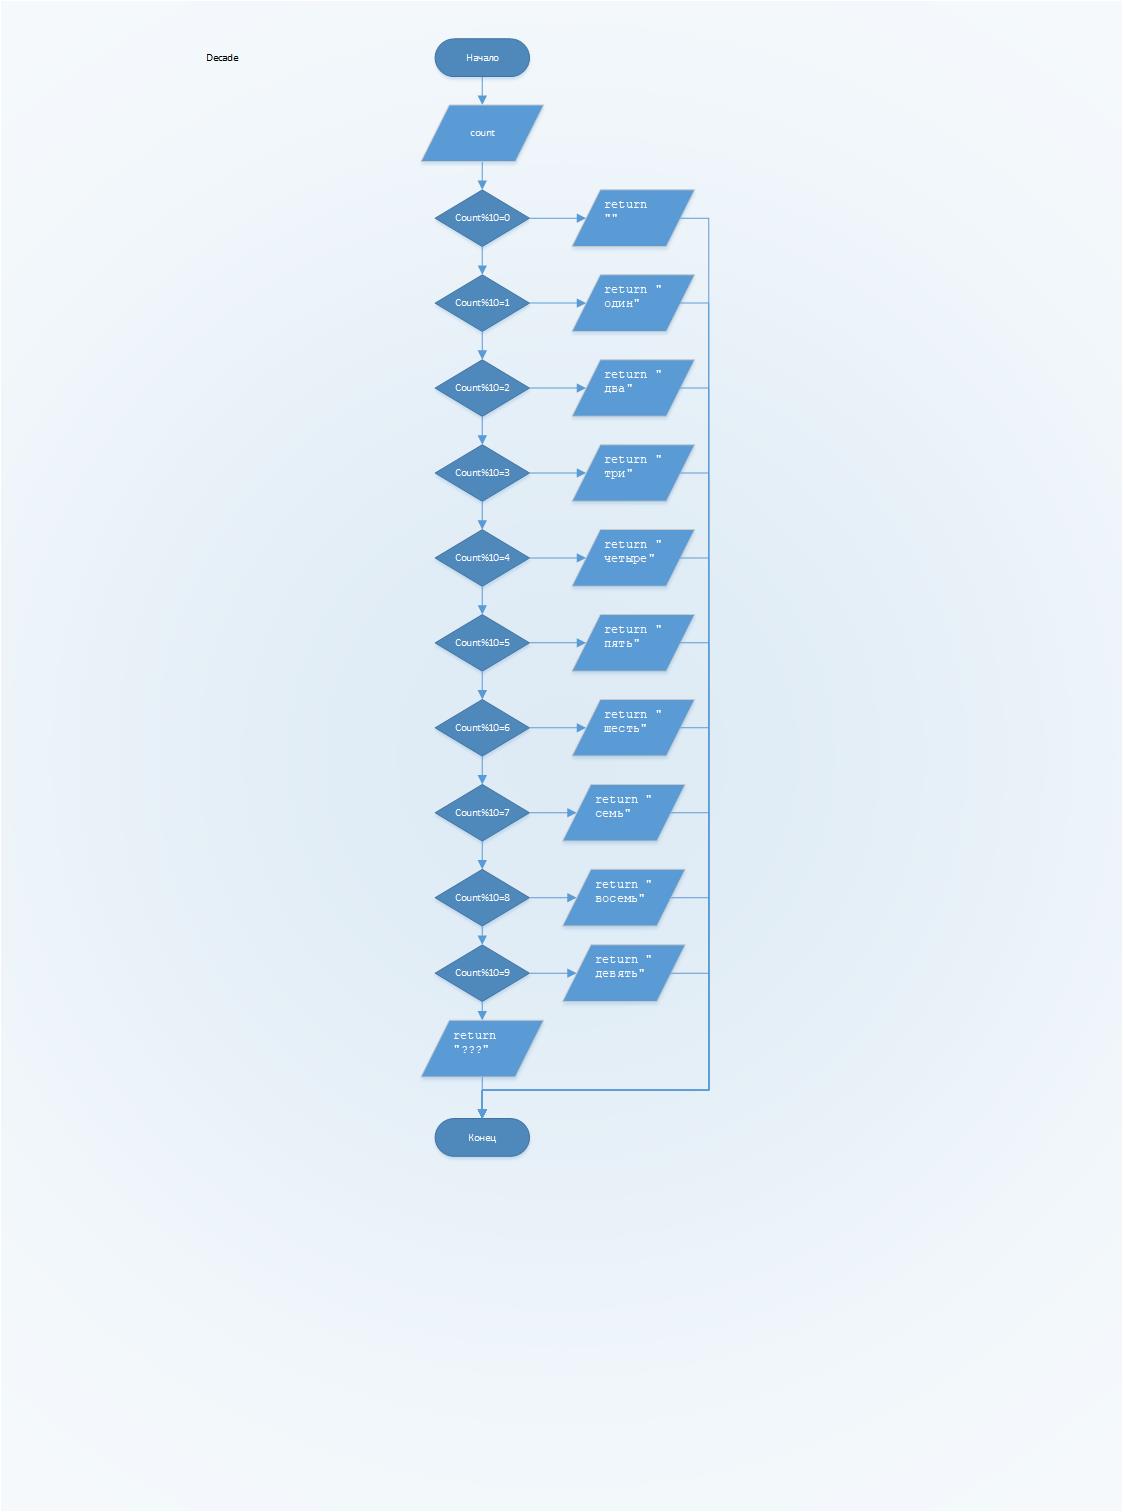 Decade
Начало
count
Count%10=0
return
""
Count%10=1
return "
один"
Count%10=2
return "
два"
Count%10=3
return "
три"
Count%10=4
return "
четыре"
Count%10=5
return "
пять"
Count%10=6
return "
шесть"
Count%10=7
return "
семь"
Count%10=8
return "
восемь"
Count%10=9
return "
девять"
return
"???"
Конец